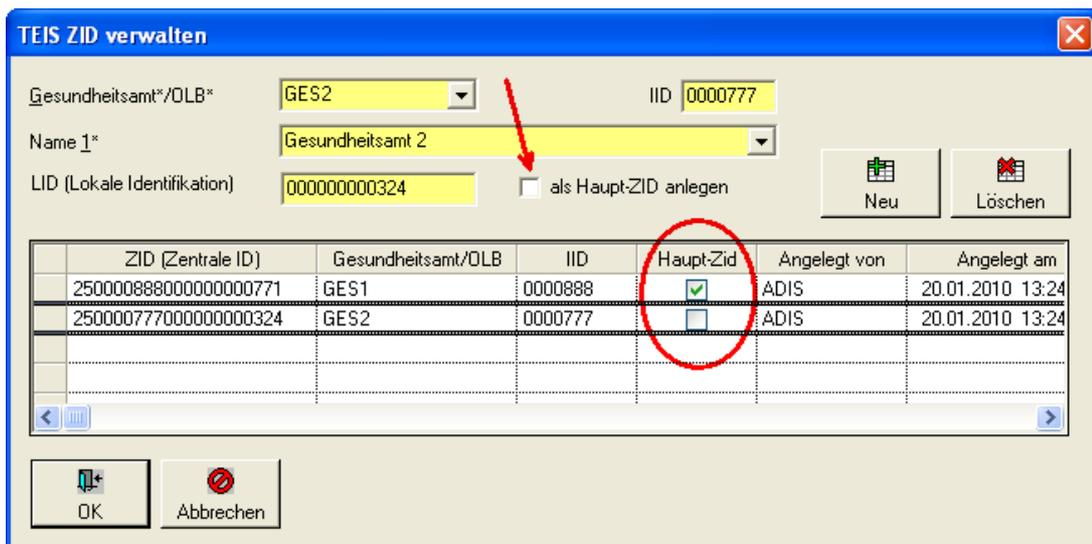 TEIS ZID verwalten
Gesundheitsamt*/OLB* GES2 IID 0000777
Name 1* Gesundheitsamt 2
LID (Lokale Identifikation) 000000000324 als Haupt-ZID anlegen
Neu Löschen
ZID (Zentrale ID) Gesundheitsamt/OLB IID Haupt-Zid Angelegt von Angelegt am
250000888000000000771 GES1 0000888 ADIS 20.01.2010 13:24
250000777000000000324 GES2 0000777 ADIS 20.01.2010 13:24
OK Abbrechen